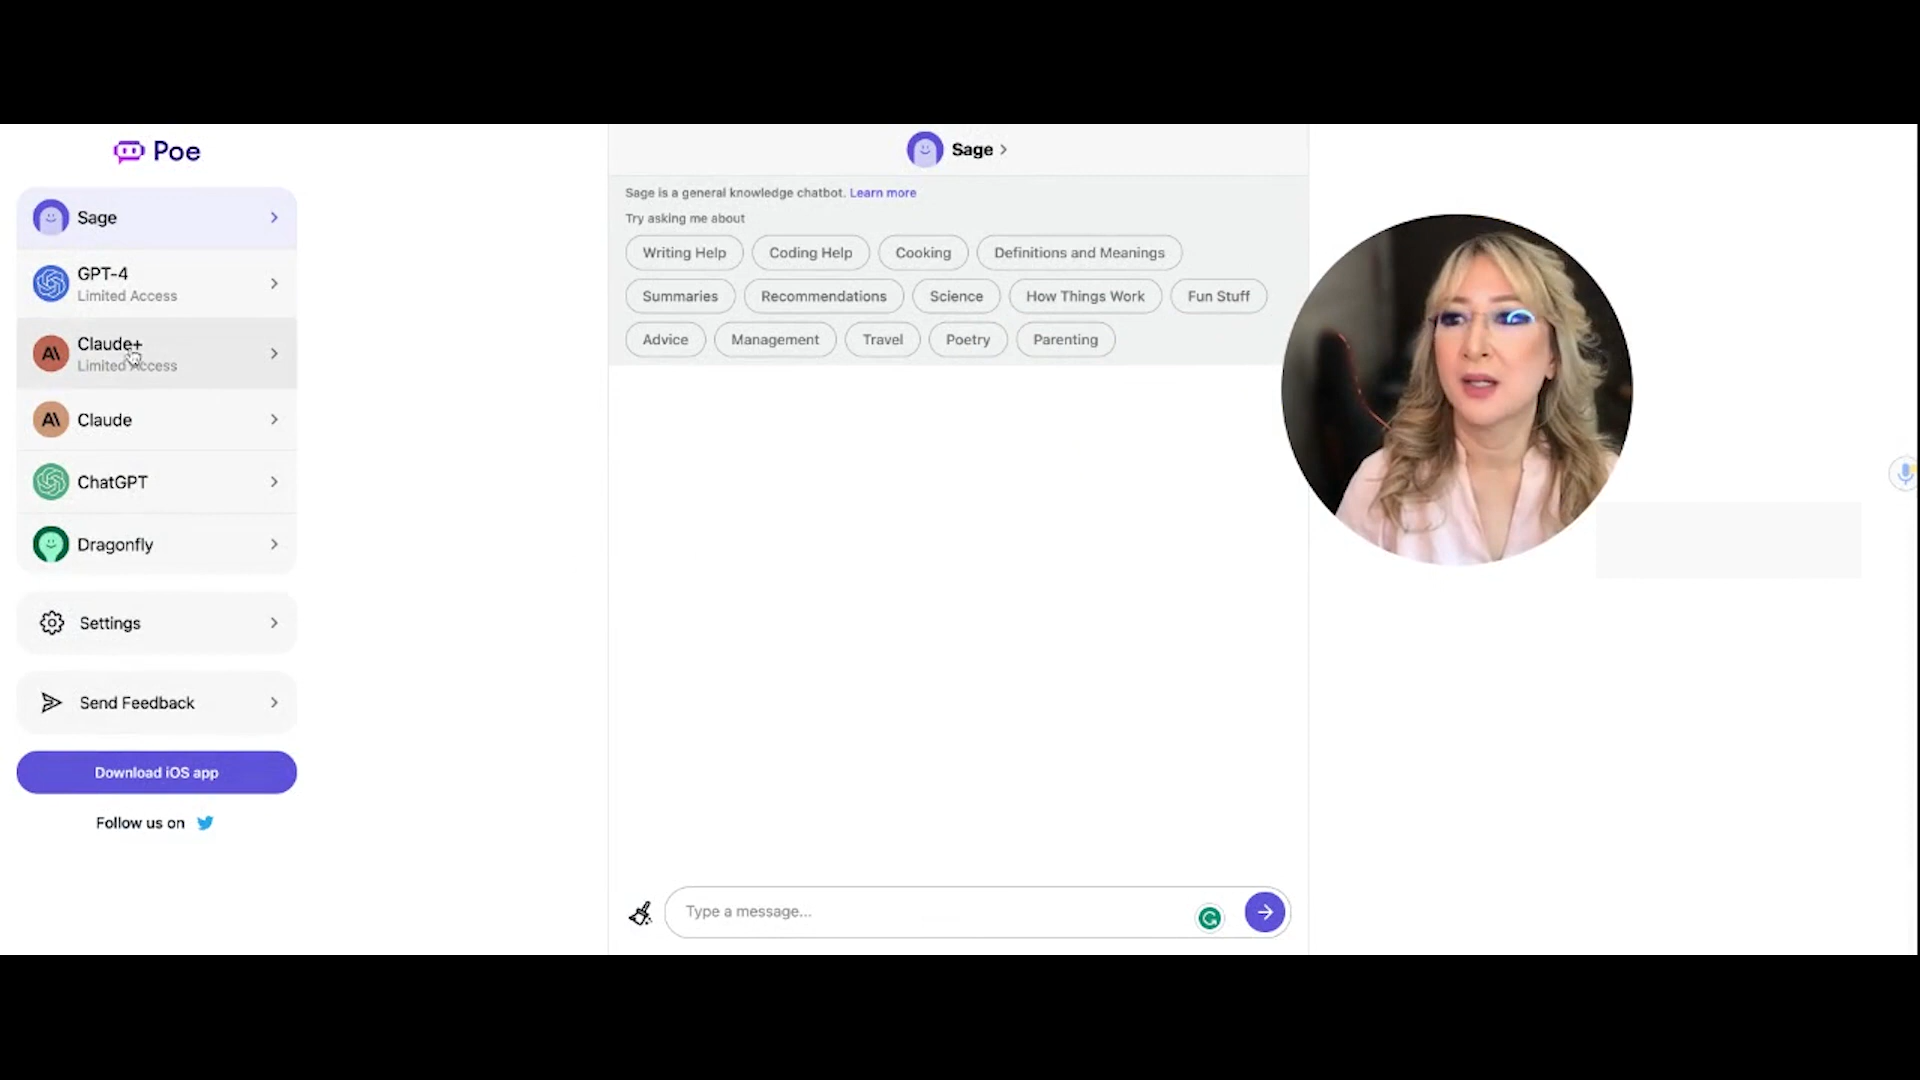 Poe
Sage
GPT-4
Limited Access
Claude+
Limited Access
Claude
ChatGPT
Dragonfly
Settings
Send Feedback
Download iOS app
Follow us on
Sage
Sage is a general knowledge chatbot. Learn more
Try asking me about
Writing Help Coding Help Cooking Definitions and Meanings
Summaries Recommendations Science How Things Work Fun Stuff
Advice Management Travel Poetry Parenting
Type a message...